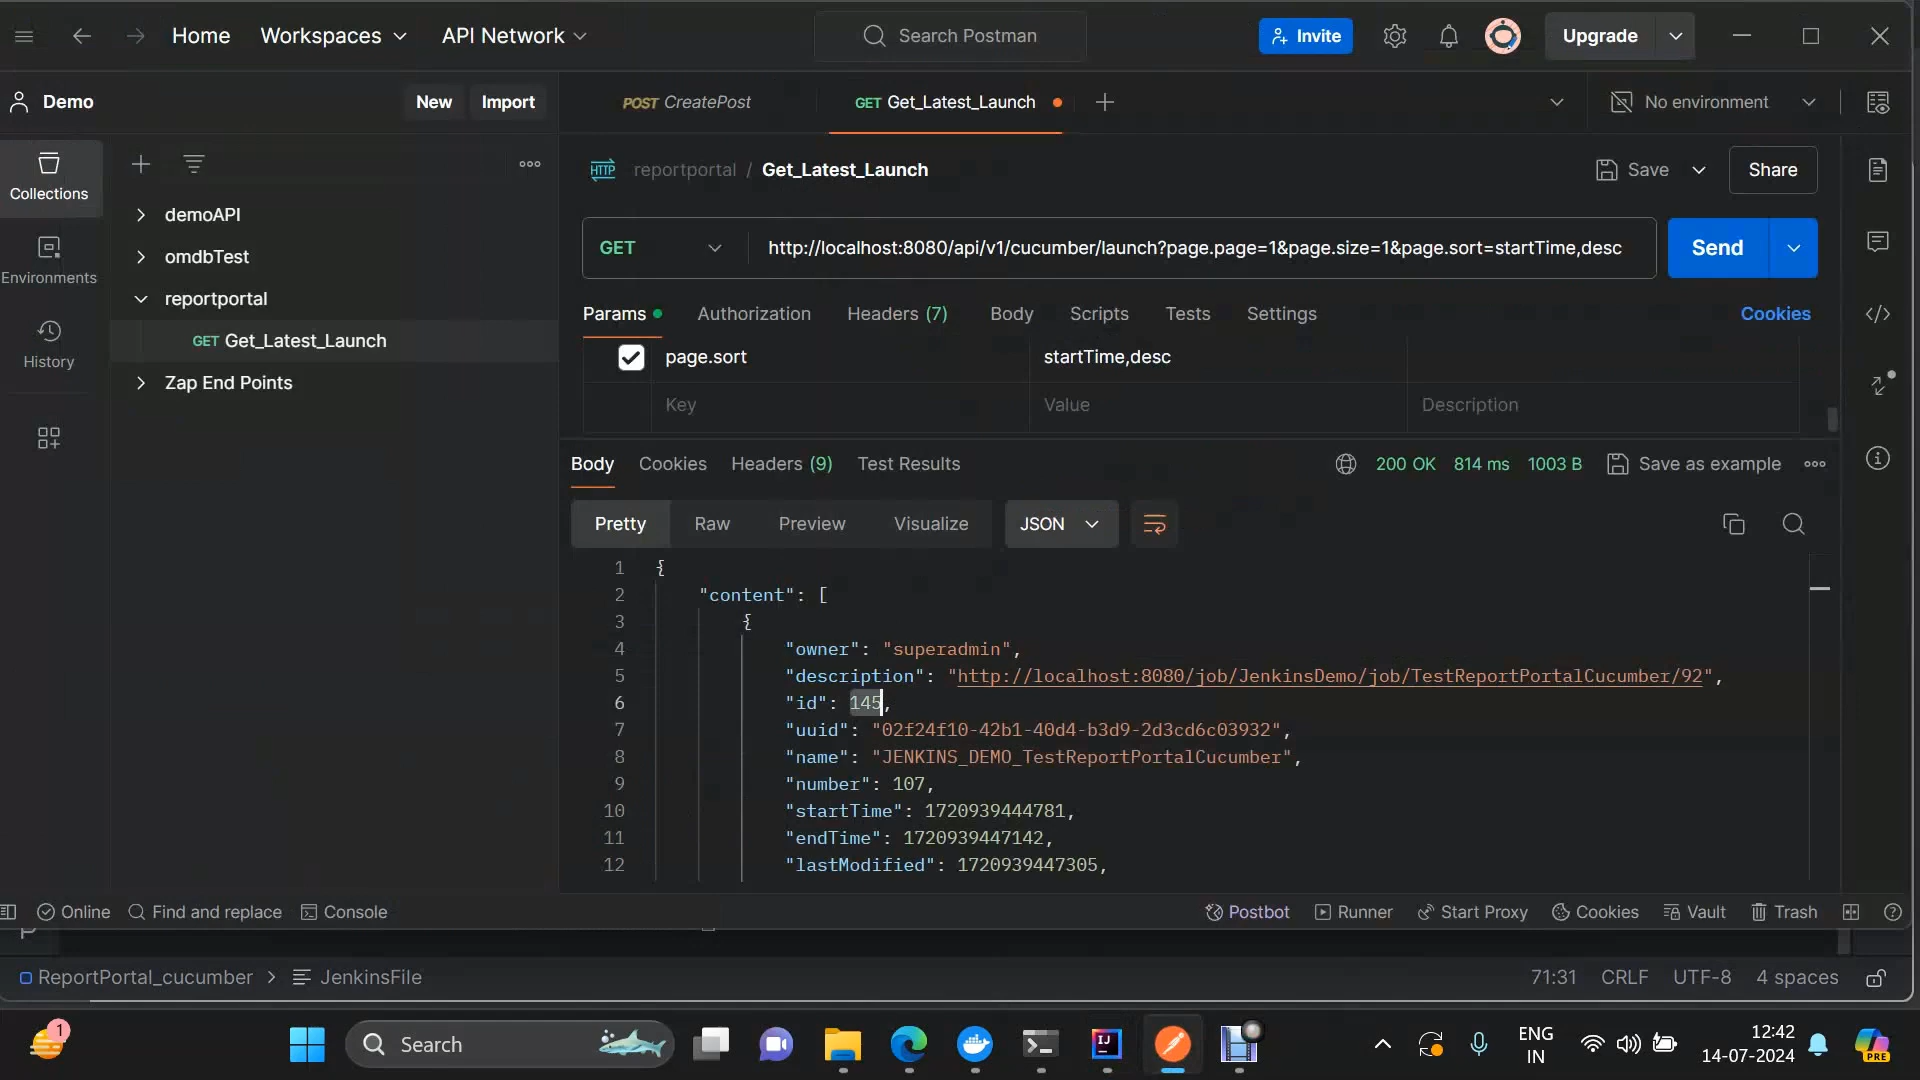 Home Workspaces API Network Search Postman Invite Upgrade
Demo New Import POST CreatePost GET Get_Latest_Launch No environment
Collections
Environments
History
demoAPI
omdbTest
reportportal
GET Get_Latest_Launch
Zap End Points
HTTP reportportal / Get_Latest_Launch Save Share
GET http://localhost:8080/api/v1/cucumber/launch?page.page=1&page.size=1&page.sort=startTime,desc Send
Params Authorization Headers (7) Body Scripts Tests Settings Cookies
page.sort startTime,desc
Key Value Description
Body Cookies Headers (9) Test Results 200 OK 814 ms 1003 B Save as example
Pretty Raw Preview Visualize JSON
1 {
2 "content": [
3 {
4 "owner": "superadmin",
5 "description": "http://localhost:8080/job/JenkinsDemo/job/TestReportPortalCucumber/92",
6 "id": 145,
7 "uuid": "02f24f10-42b1-40d4-b3d9-2d3cd6c03932",
8 "name": "JENKINS_DEMO_TestReportPortalCucumber",
9 "number": 107,
10 "startTime": 1720939444781,
11 "endTime": 1720939447142,
12 "lastModified": 1720939447305,
Online Find and replace Console Postbot Runner Start Proxy Cookies Vault Trash
ReportPortal_cucumber > JenkinsFile 71:31 CRLF UTF-8 4 spaces
1 Search IJ ENG IN 12:42 14-07-2024 PRE